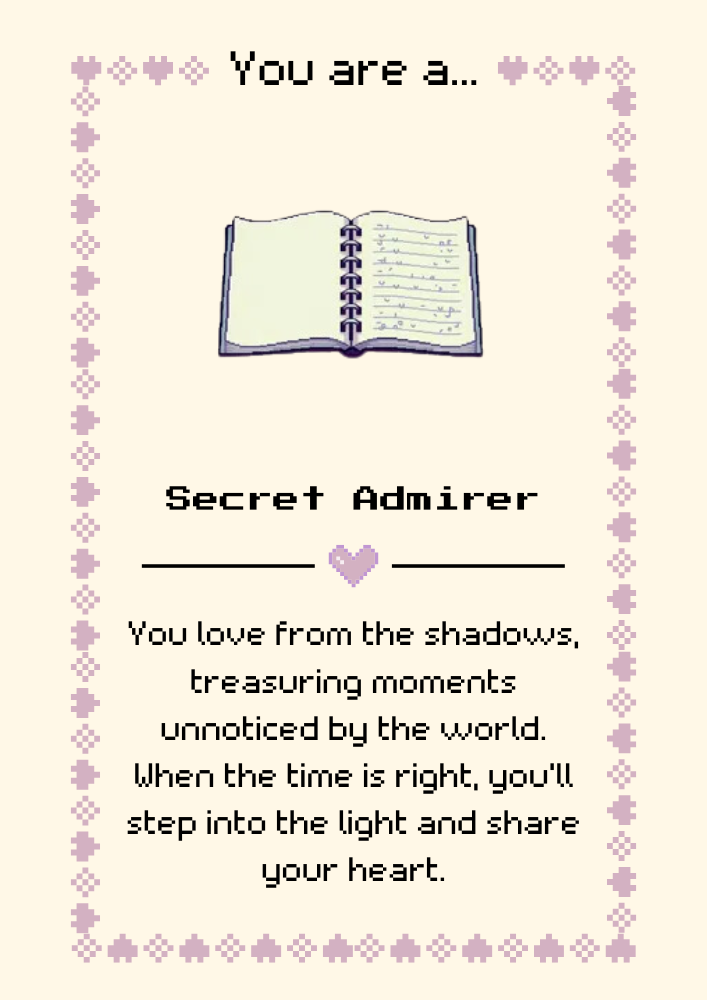 You are a...
Secret Admirer
You love from the shadows,
treasuring moments
unnoticed by the world.
When the time is right, you'll
step into the light and share
your heart.